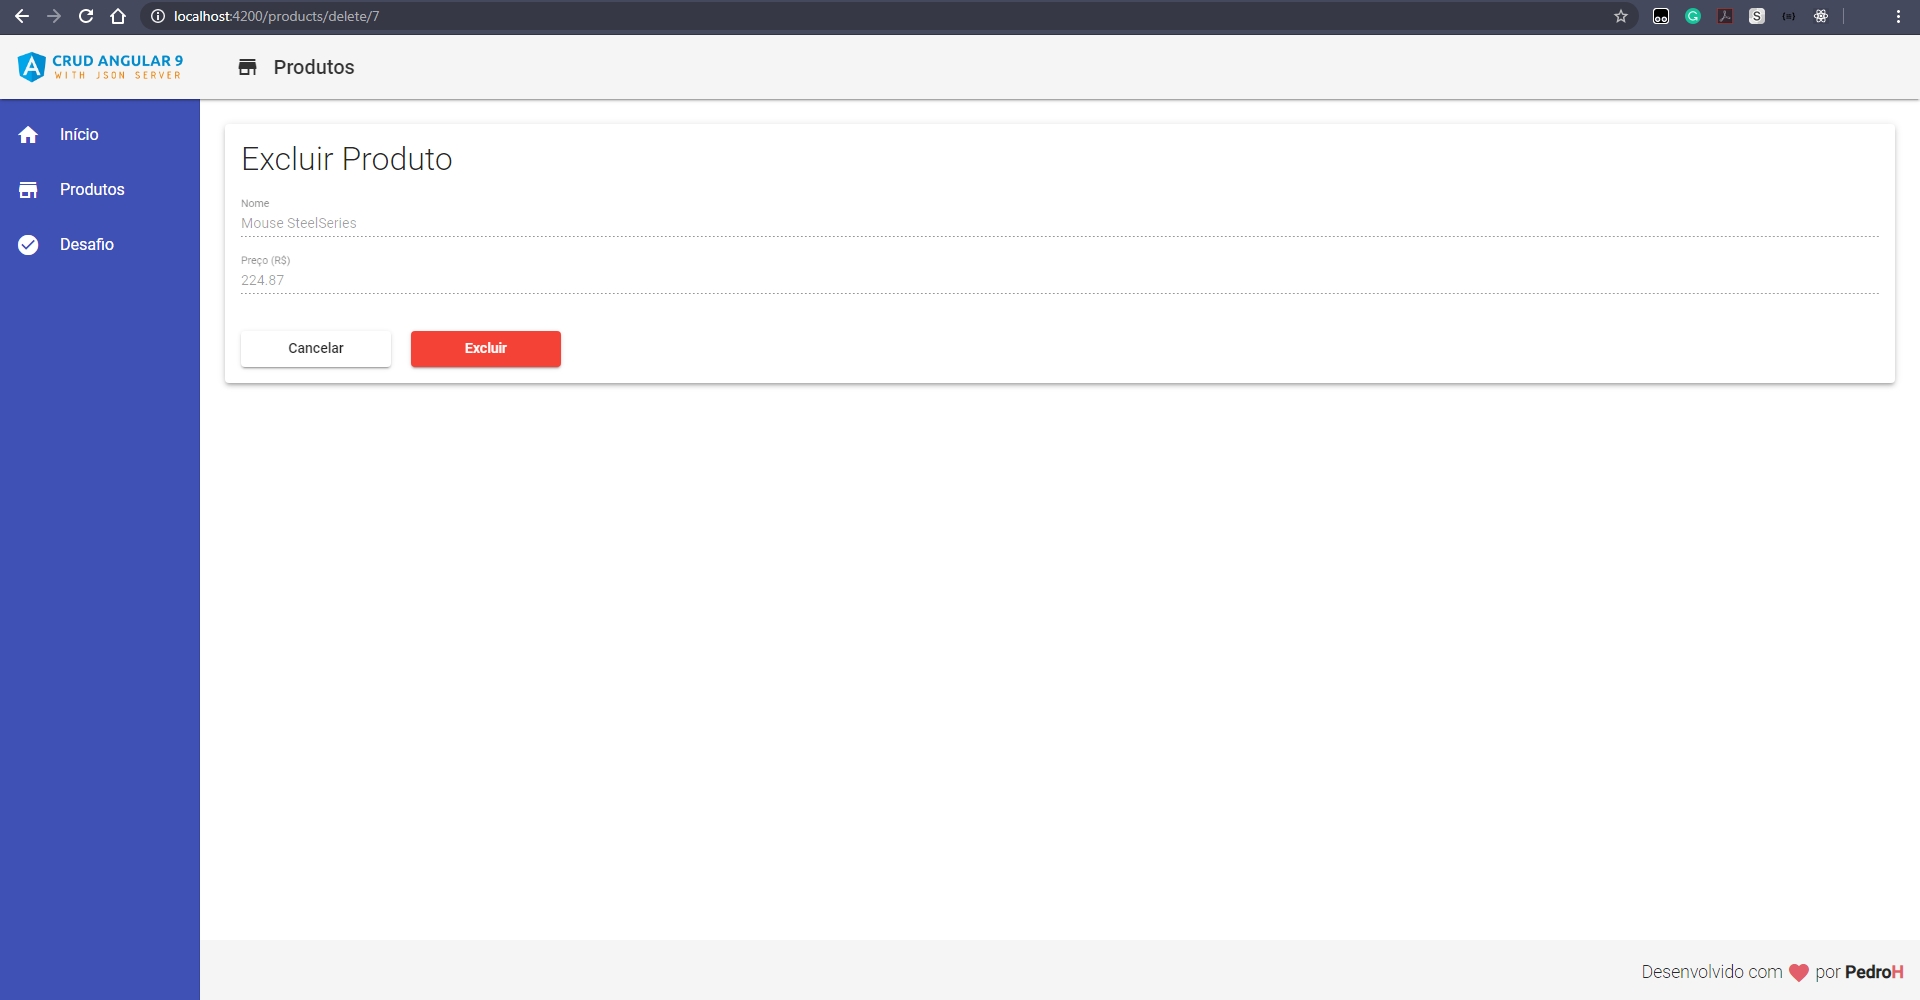 localhost:4200/products/delete/7
CRUD ANGULAR 9
WITH JSON SERVER
Produtos
Início
Produtos
Desafio
Excluir Produto
Nome
Mouse SteelSeries
Preço (R$)
224.87
Cancelar
Excluir
Desenvolvido com por PedroH